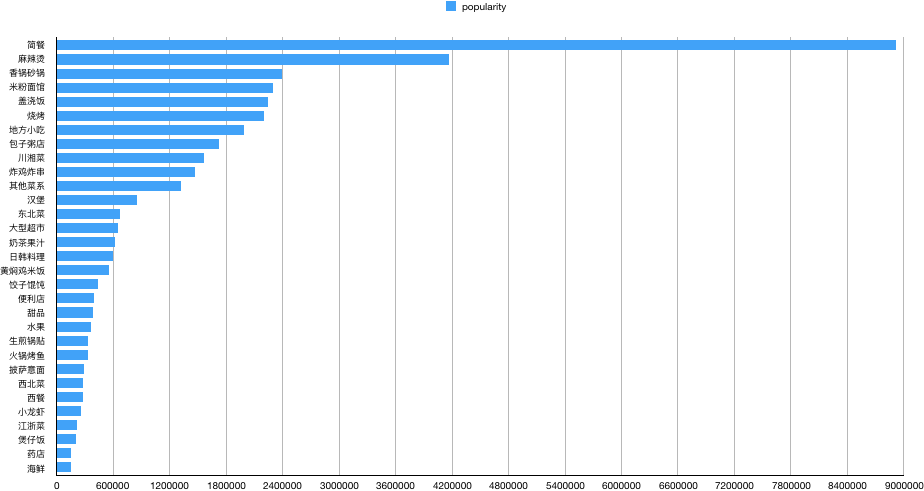 popularity
简餐
麻辣烫
香锅砂锅
米粉面馆
盖浇饭
烧烤
地方小吃
包子粥店
川湘菜
炸鸡炸串
其他菜系
汉堡
东北菜
大型超市
奶茶果汁
日韩料理
黄焖鸡米饭
饺子馄饨
便利店
甜品
水果
生煎锅贴
火锅烤鱼
披萨意面
西北菜
西餐
小龙虾
江浙菜
煲仔饭
药店
海鲜
0 600000 1200000 1800000 2400000 3000000 3600000 4200000 4800000 5400000 6000000 6600000 7200000 7800000 8400000 9000000